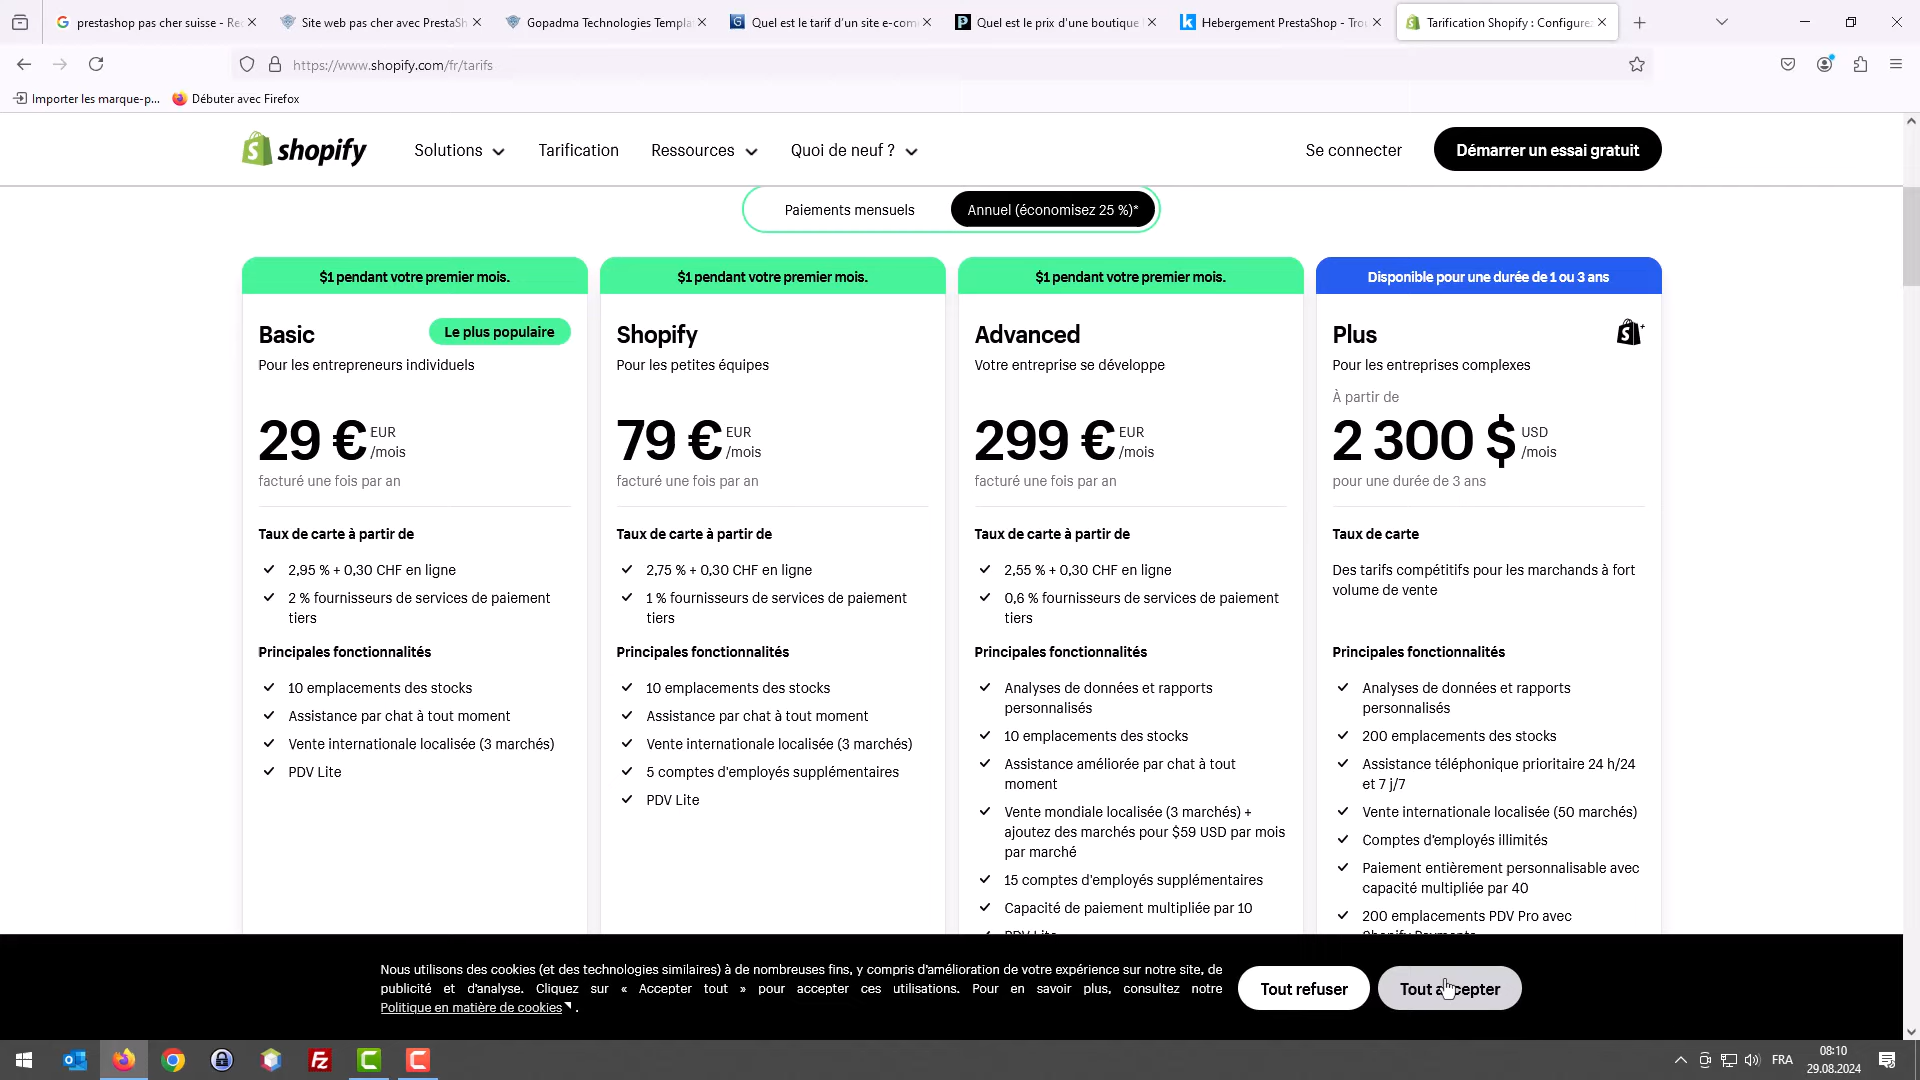 prestashop pas cher suisse - Re
Site web pas cher avec PrestaSh
Gopadma Technologies Templa
Quel est le tarif d'un site e-com
Quel est le prix d'une boutique
Hebergement PrestaShop - Trou
Tarification Shopify : Configurez
https://www.shopify.com/fr/tarifs
Importer les marque-p...
Débuter avec Firefox
shopify
Solutions
Tarification
Ressources
Quoi de neuf ?
Se connecter
Démarrer un essai gratuit
Paiements mensuels
Annuel (économisez 25 %)*
$1 pendant votre premier mois.
Basic
Le plus populaire
Pour les entrepreneurs individuels
29 € EUR
/mois
facturé une fois par an
Taux de carte à partir de
2,95 % + 0,30 CHF en ligne
2 % fournisseurs de services de paiement
tiers
Principales fonctionnalités
10 emplacements des stocks
Assistance par chat à tout moment
Vente internationale localisée (3 marchés)
PDV Lite
$1 pendant votre premier mois.
Shopify
Pour les petites équipes
79 € EUR
/mois
facturé une fois par an
Taux de carte à partir de
2,75 % + 0,30 CHF en ligne
1 % fournisseurs de services de paiement
tiers
Principales fonctionnalités
10 emplacements des stocks
Assistance par chat à tout moment
Vente internationale localisée (3 marchés)
5 comptes d'employés supplémentaires
PDV Lite
$1 pendant votre premier mois.
Advanced
Votre entreprise se développe
299 € EUR
/mois
facturé une fois par an
Taux de carte à partir de
2,55 % + 0,30 CHF en ligne
0,6 % fournisseurs de services de paiement
tiers
Principales fonctionnalités
Analyses de données et rapports
personnalisés
10 emplacements des stocks
Assistance améliorée par chat à tout
moment
Vente mondiale localisée (3 marchés) +
ajoutez des marchés pour $59 USD par mois
par marché
15 comptes d'employés supplémentaires
Capacité de paiement multipliée par 10
PDV Lite
Disponible pour une durée de 1 ou 3 ans
Plus
Pour les entreprises complexes
À partir de
2 300 $ USD
/mois
pour une durée de 3 ans
Taux de carte
Des tarifs compétitifs pour les marchands à fort
volume de vente
Principales fonctionnalités
Analyses de données et rapports
personnalisés
200 emplacements des stocks
Assistance téléphonique prioritaire 24 h/24
et 7 j/7
Vente internationale localisée (50 marchés)
Comptes d'employés illimités
Paiement entièrement personnalisable avec
capacité multipliée par 40
200 emplacements PDV Pro avec
Shopify Payments
Nous utilisons des cookies (et des technologies similaires) à de nombreuses fins, y compris d'amélioration de votre expérience sur notre site, de
publicité et d'analyse. Cliquez sur « Accepter tout » pour accepter ces utilisations. Pour en savoir plus, consultez notre
Politique en matière de cookies .
Tout refuser
Tout accepter
FRA
08:10
29.08.2024